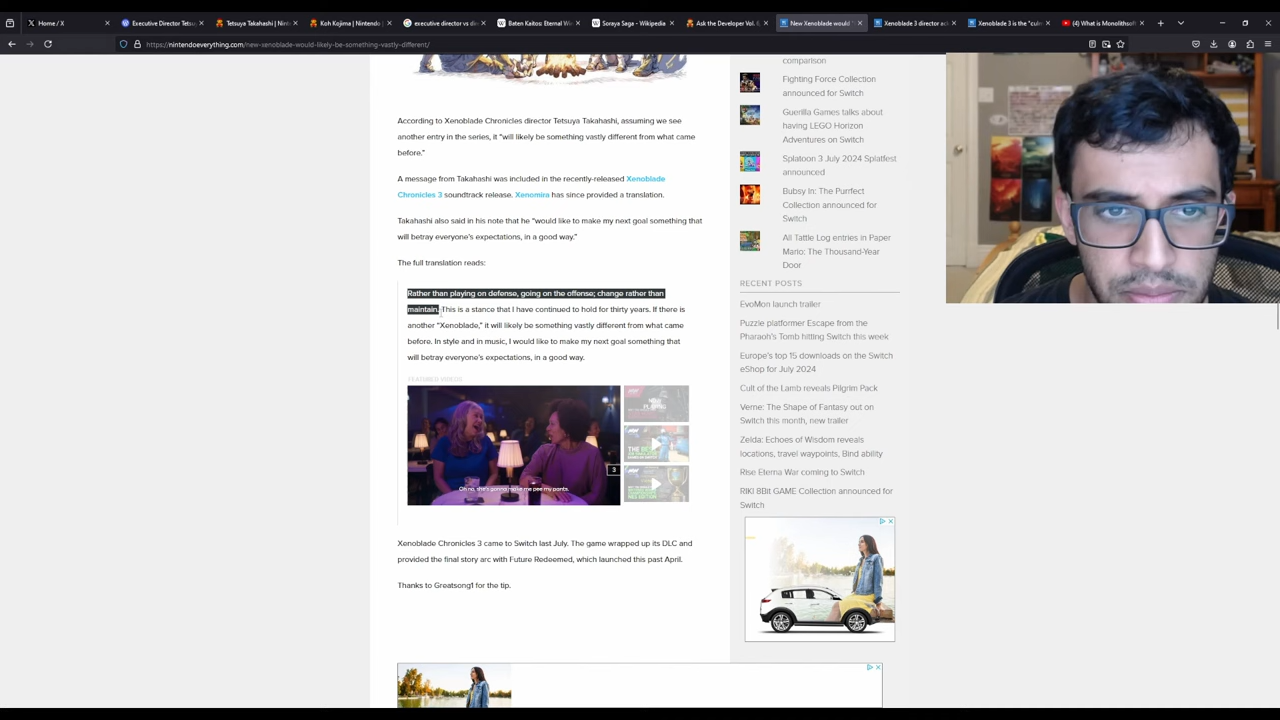 Home / X
Executive Director Tetsu
Tetsuya Takahashi | Ninten
Koh Kojima | Nintendo
executive director vs dir
Baten Kaitos: Eternal Win
Soraya Saga - Wikipedia
Ask the Developer Vol.
New Xenoblade would
Xenoblade 3 director ad
Xenoblade 3 is the "culm
(4) What is Monolithsoft
https://nintendoeverything.com/new-xenoblade-would-likely-be-something-vastly-different/
According to Xenoblade Chronicles director Tetsuya Takahashi, assuming we see
another entry in the series, it “will likely be something vastly different from what came
before.”
A message from Takahashi was included in the recently-released Xenoblade
Chronicles 3 soundtrack release. Xenomira has since provided a translation.
Takahashi also said in his note that he “would like to make my next goal something that
will betray everyone’s expectations, in a good way.”
The full translation reads:
Rather than playing on defense, going on the offense; change rather than
maintain. This is a stance that I have continued to hold for thirty years. If there is
another “Xenoblade,” it will likely be something vastly different from what came
before. In style and in music, I would like to make my next goal something that
will betray everyone’s expectations, in a good way.
FEATURED VIDEOS
NOW
PLAYING
3
Oh no, she's gonna make me pee my pants.
Xenoblade Chronicles 3 came to Switch last July. The game wrapped up its DLC and
provided the final story arc with Future Redeemed, which launched this past April.
Thanks to Greatsong1 for the tip.
comparison
Fighting Force Collection
announced for Switch
Guerilla Games talks about
having LEGO Horizon
Adventures on Switch
Splatoon 3 July 2024 Splatfest
announced
Bubsy In: The Purrfect
Collection announced for
Switch
All Tattle Log entries in Paper
Mario: The Thousand-Year
Door
RECENT POSTS
EvoMon launch trailer
Puzzle platformer Escape from the
Pharaoh’s Tomb hitting Switch this week
Europe’s top 15 downloads on the Switch
eShop for July 2024
Cult of the Lamb reveals Pilgrim Pack
Verne: The Shape of Fantasy out on
Switch this month, new trailer
Zelda: Echoes of Wisdom reveals
locations, travel waypoints, Bind ability
Rise Eterna War coming to Switch
RIKI 8Bit GAME Collection announced for
Switch